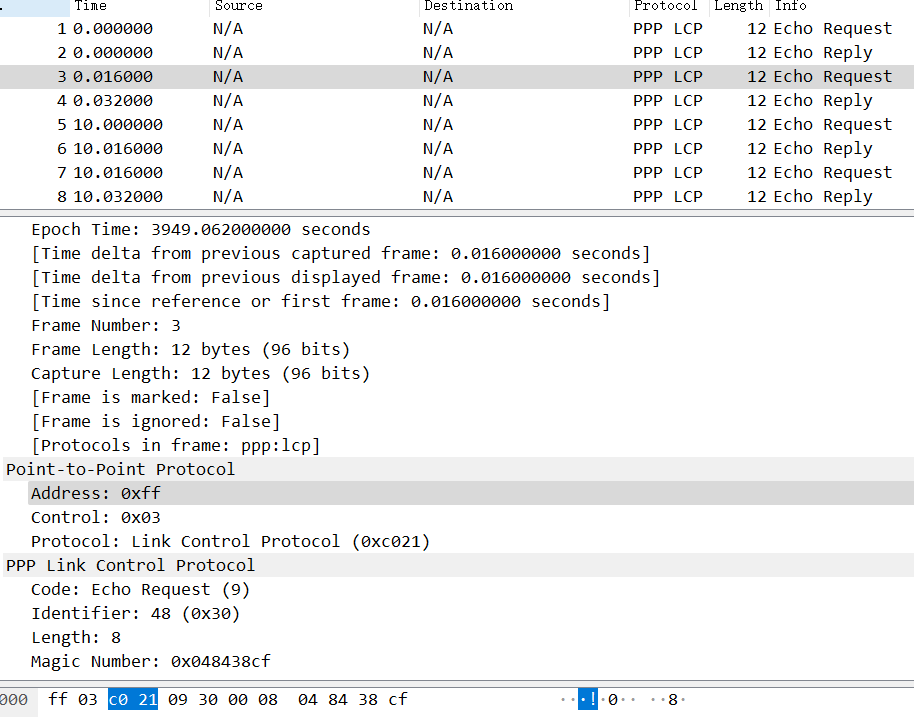 . Time Source Destination Protocol Length Info
1 0.000000 N/A N/A PPP LCP 12 Echo Request
2 0.000000 N/A N/A PPP LCP 12 Echo Reply
3 0.016000 N/A N/A PPP LCP 12 Echo Request
4 0.032000 N/A N/A PPP LCP 12 Echo Reply
5 10.000000 N/A N/A PPP LCP 12 Echo Request
6 10.016000 N/A N/A PPP LCP 12 Echo Reply
7 10.016000 N/A N/A PPP LCP 12 Echo Request
8 10.032000 N/A N/A PPP LCP 12 Echo Reply
Epoch Time: 3949.062000000 seconds
[Time delta from previous captured frame: 0.016000000 seconds]
[Time delta from previous displayed frame: 0.016000000 seconds]
[Time since reference or first frame: 0.016000000 seconds]
Frame Number: 3
Frame Length: 12 bytes (96 bits)
Capture Length: 12 bytes (96 bits)
[Frame is marked: False]
[Frame is ignored: False]
[Protocols in frame: ppp:lcp]
Point-to-Point Protocol
Address: 0xff
Control: 0x03
Protocol: Link Control Protocol (0xc021)
PPP Link Control Protocol
Code: Echo Request (9)
Identifier: 48 (0x30)
Length: 8
Magic Number: 0x048438cf
000 ff 03 c0 21 09 30 00 08 04 84 38 cf ···!·0·· ··8·